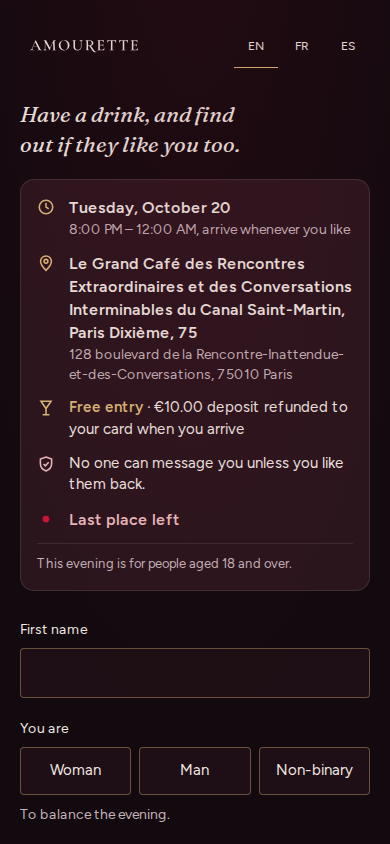 AMOURETTE
EN FR ES
Have a drink, and find
out if they like you too.
Tuesday, October 20
8:00 PM – 12:00 AM, arrive whenever you like
Le Grand Café des Rencontres
Extraordinaires et des Conversations
Interminables du Canal Saint-Martin,
Paris Dixième, 75
128 boulevard de la Rencontre-Inattendue-
et-des-Conversations, 75010 Paris
Free entry · €10.00 deposit refunded to
your card when you arrive
No one can message you unless you like
them back.
Last place left
This evening is for people aged 18 and over.
First name
You are
Woman Man Non-binary
To balance the evening.